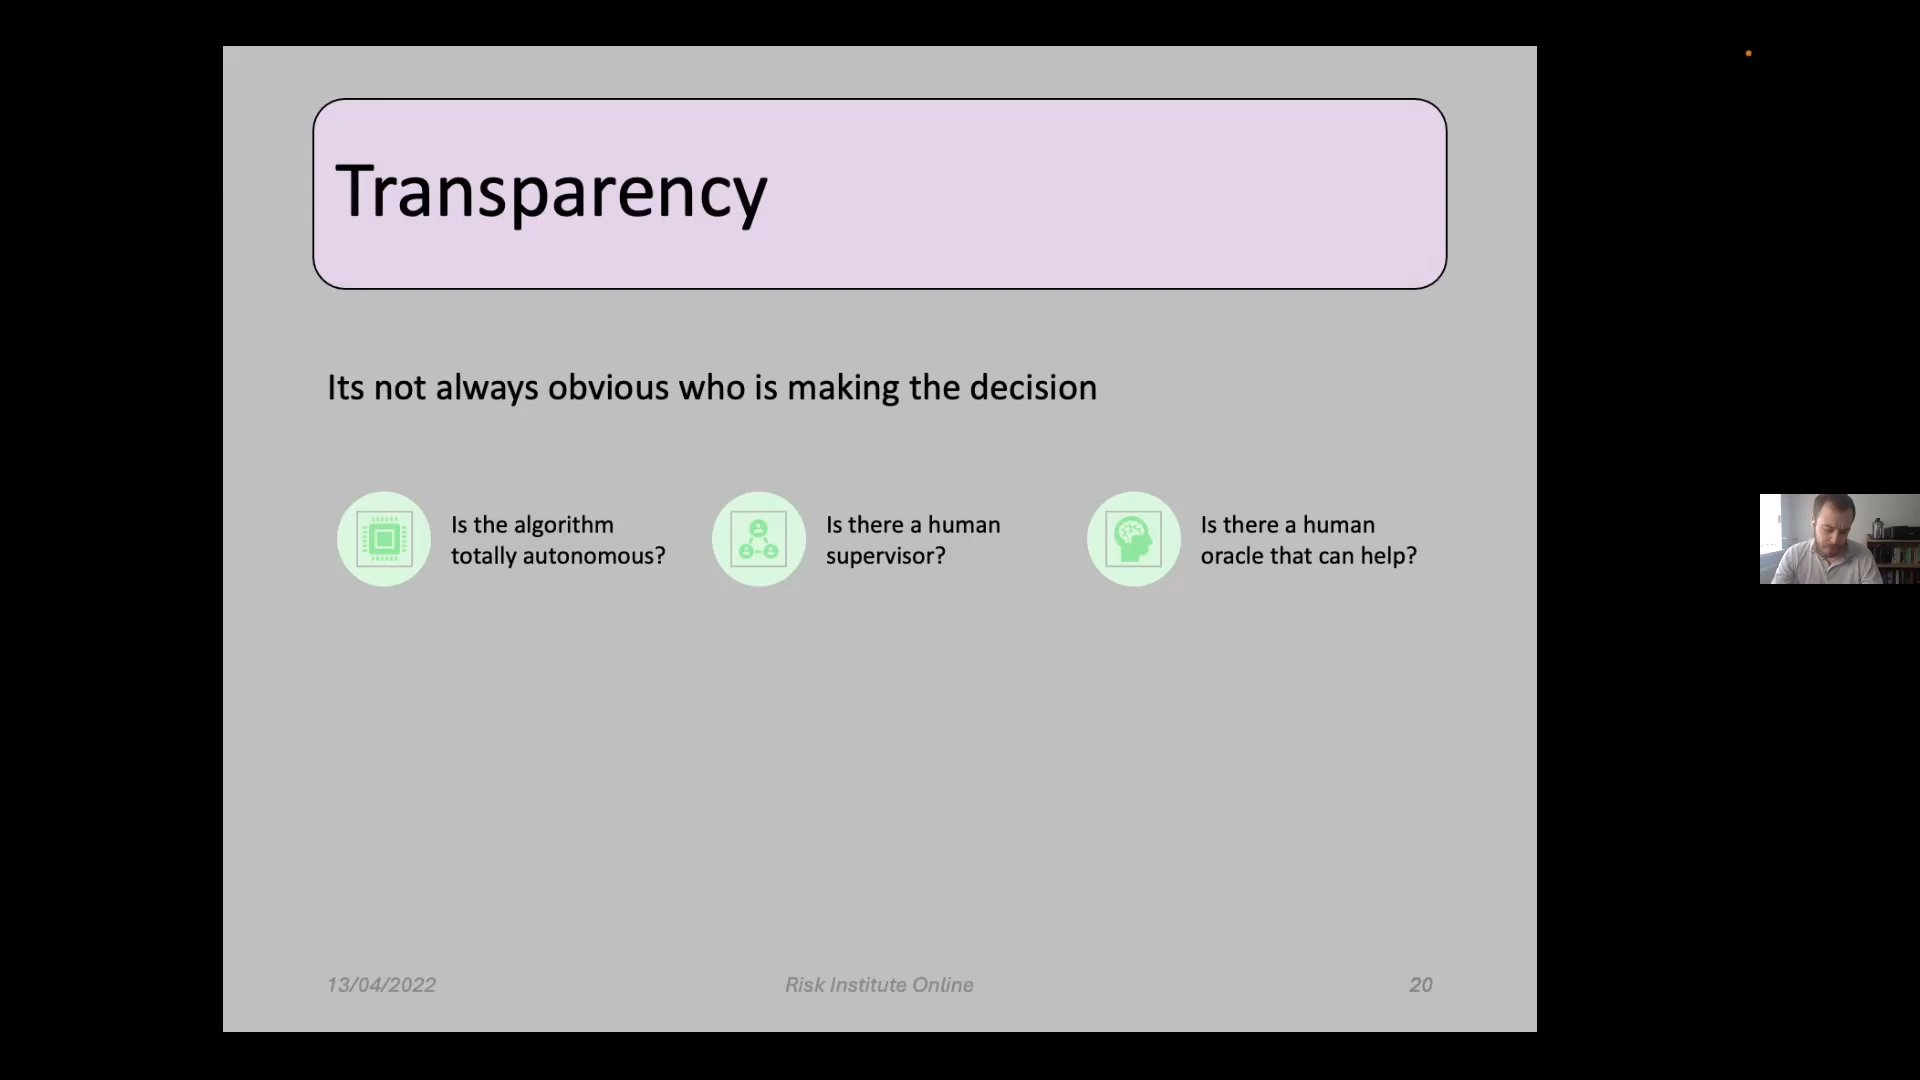 Transparency
Its not always obvious who is making the decision
Is the algorithm
totally autonomous?
Is there a human
supervisor?
Is there a human
oracle that can help?
13/04/2022
Risk Institute Online
20